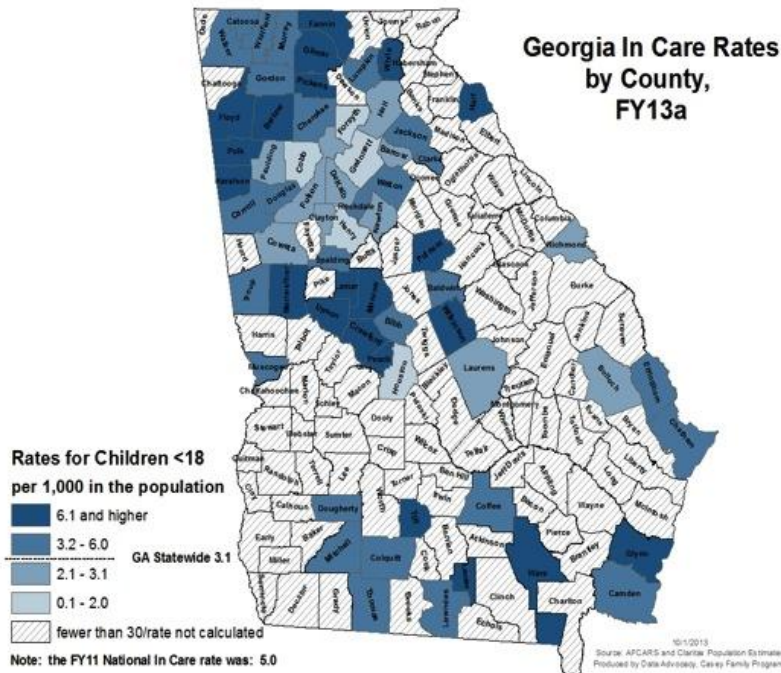 Georgia In Care Rates
by County,
FY13a
Dade
Catoosa
Walker
Whitfield
Murray
Fannin
Union
Towns
Rabun
Gilmer
White
Lumpkin
Habersham
Stephens
Chattooga
Gordon
Pickens
Dawson
Banks
Franklin
Hart
Floyd
Bartow
Cherokee
Forsyth
Hall
Jackson
Madison
Elbert
Polk
Paulding
Cobb
Gwinnett
Barrow
Clarke
Oconee
Oglethorpe
Wilkes
Lincoln
Haralson
Douglas
Fulton
DeKalb
Walton
Carroll
Rockdale
Newton
Morgan
Greene
Taliaferro
McDuffie
Columbia
Clayton
Fayette
Henry
Warren
Richmond
Heard
Coweta
Spalding
Butts
Jasper
Putnam
Hancock
Glascock
Burke
Troup
Meriwether
Pike
Lamar
Monroe
Jones
Baldwin
Washington
Jefferson
Upson
Crawford
Bibb
Wilkinson
Jenkins
Screven
Harris
Talbot
Twiggs
Johnson
Emanuel
Muscogee
Taylor
Peach
Houston
Laurens
Candler
Bulloch
Effingham
Chattahoochee
Marion
Schley
Macon
Bleckley
Treutlen
Montgomery
Dooly
Pulaski
Dodge
Wheeler
Toombs
Tattnall
Evans
Bryan
Chatham
Stewart
Webster
Sumter
Crisp
Wilcox
Telfair
Liberty
Quitman
Randolph
Terrell
Lee
Turner
Ben Hill
Jeff Davis
Appling
Long
McIntosh
Clay
Calhoun
Dougherty
Worth
Tift
Irwin
Coffee
Bacon
Wayne
Early
Baker
Mitchell
Colquitt
Cook
Berrien
Atkinson
Pierce
Brantley
Glynn
Miller
Seminole
Decatur
Grady
Thomas
Brooks
Lowndes
Lanier
Clinch
Echols
Ware
Charlton
Camden
Rates for Children <18
per 1,000 in the population
6.1 and higher
3.2 - 6.0
GA Statewide 3.1
2.1 - 3.1
0.1 - 2.0
fewer than 30/rate not calculated
Note: the FY11 National In Care rate was: 5.0
10/1/2013
Source: AFCARS and Claritas Population Estimate
Produced by Data Advocacy, Casey Family Program